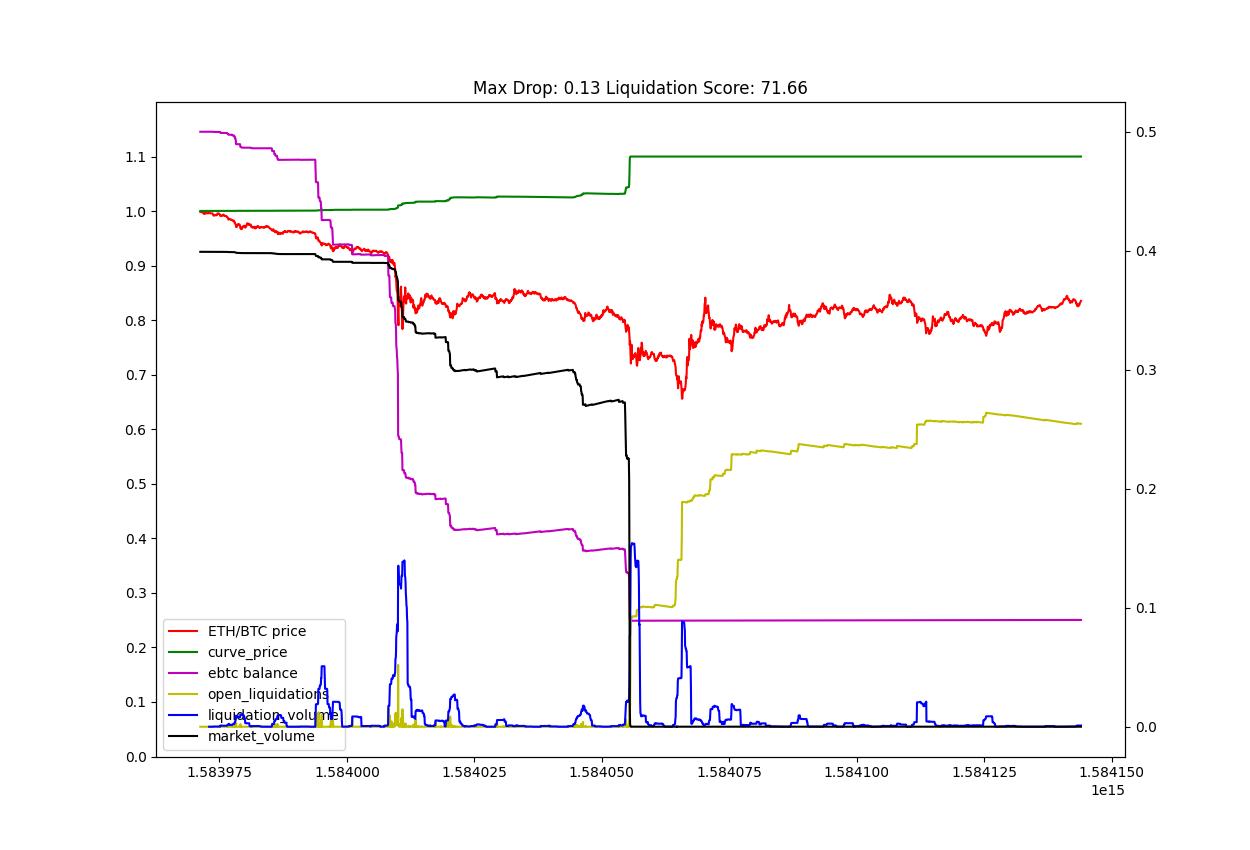 Max Drop: 0.13 Liquidation Score: 71.66
1.1
1.0
0.9
0.8
0.7
0.6
0.5
0.4
0.3
0.2
0.1
0.0
0.5
0.4
0.3
0.2
0.1
0.0
ETH/BTC price
curve_price
ebtc balance
open_liquidations
liquidation_volume
market_volume
1.583975 1.584000 1.584025 1.584050 1.584075 1.584100 1.584125 1.584150
1e15